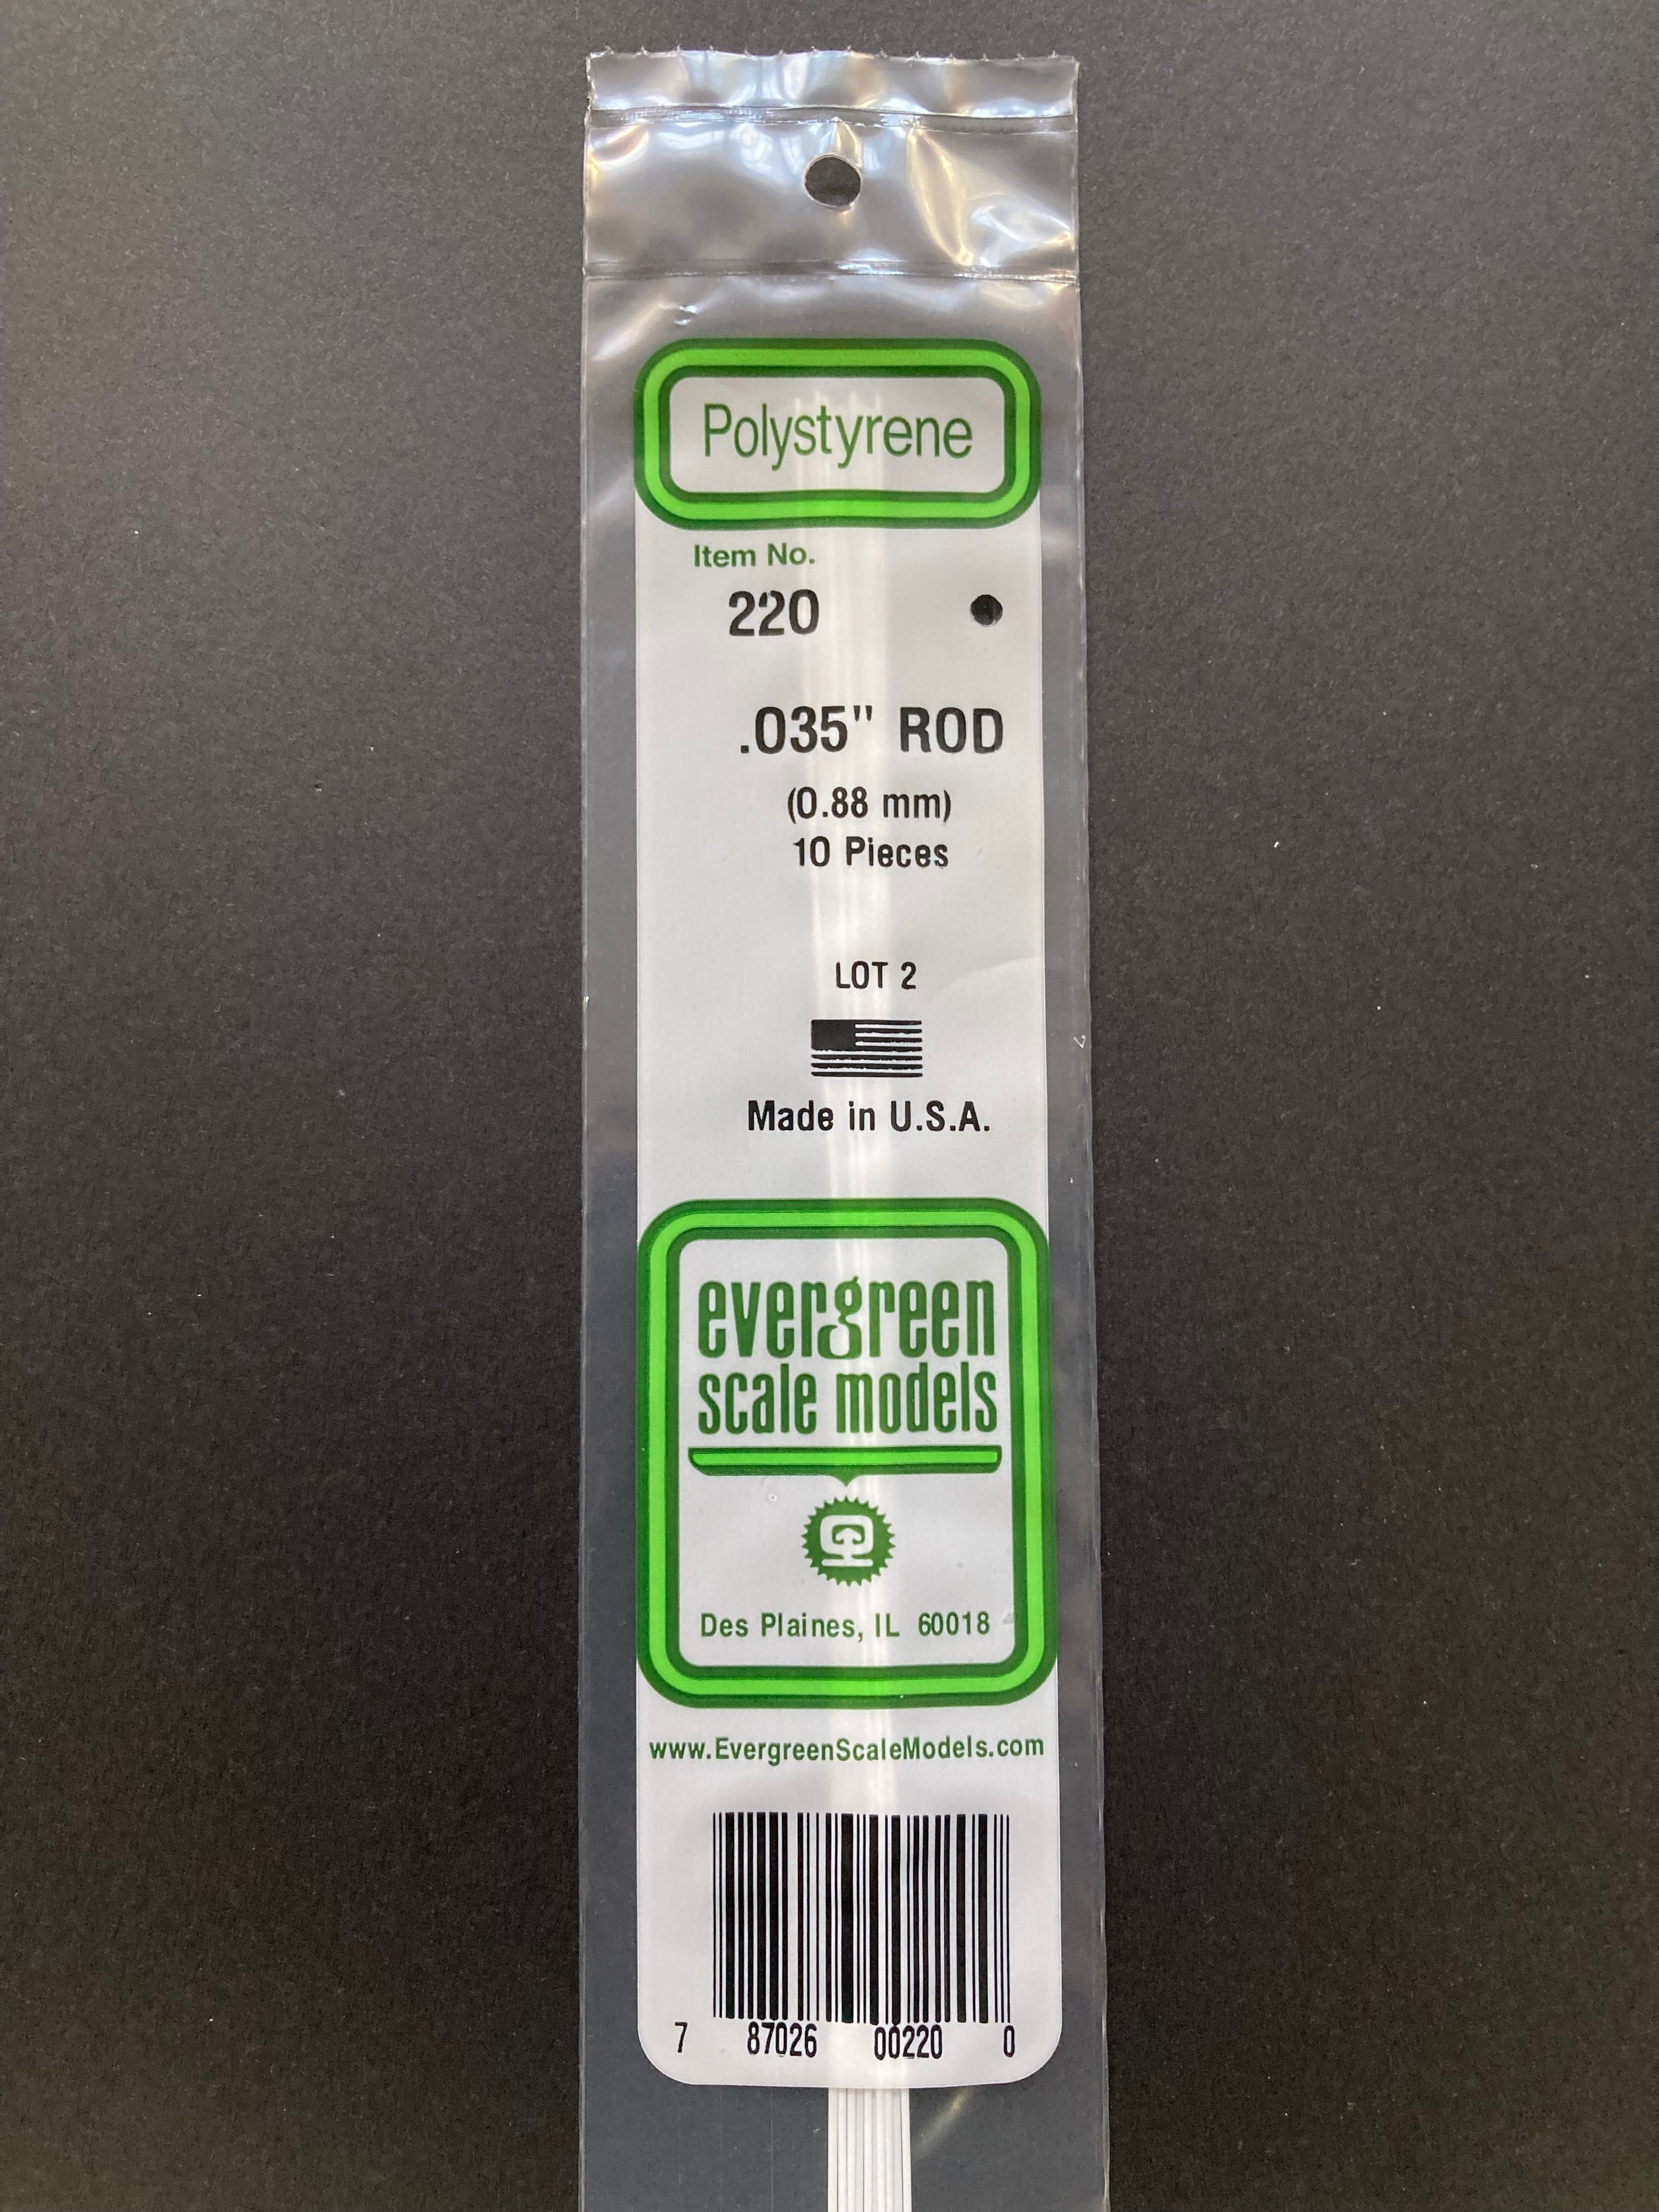 Polystyrene
Item No.
220
.035" ROD
(0.88 mm)
10 Pieces
LOT 2
Made in U.S.A.
evergreen
scale models
Des Plaines, IL 60018
www.EvergreenScaleModels.com
7 87026 00220 0